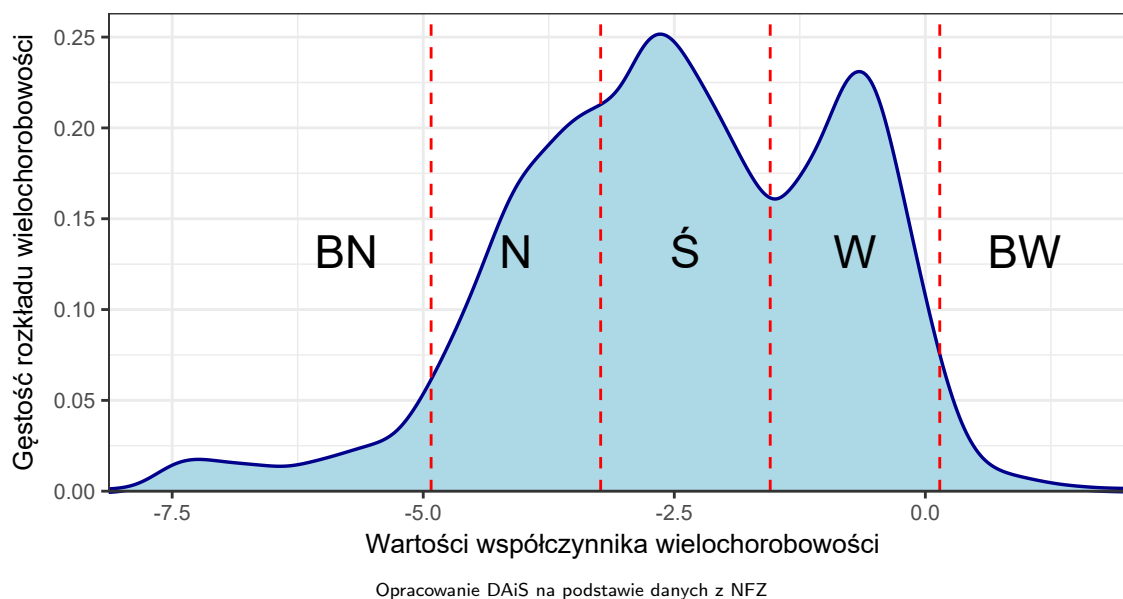 Gęstość rozkładu wielochorobowości
0.25
0.20
0.15
0.10
0.05
0.00
BN N Ś W BW
-7.5 -5.0 -2.5 0.0
Wartości współczynnika wielochorobowości
Opracowanie DAiS na podstawie danych z NFZ